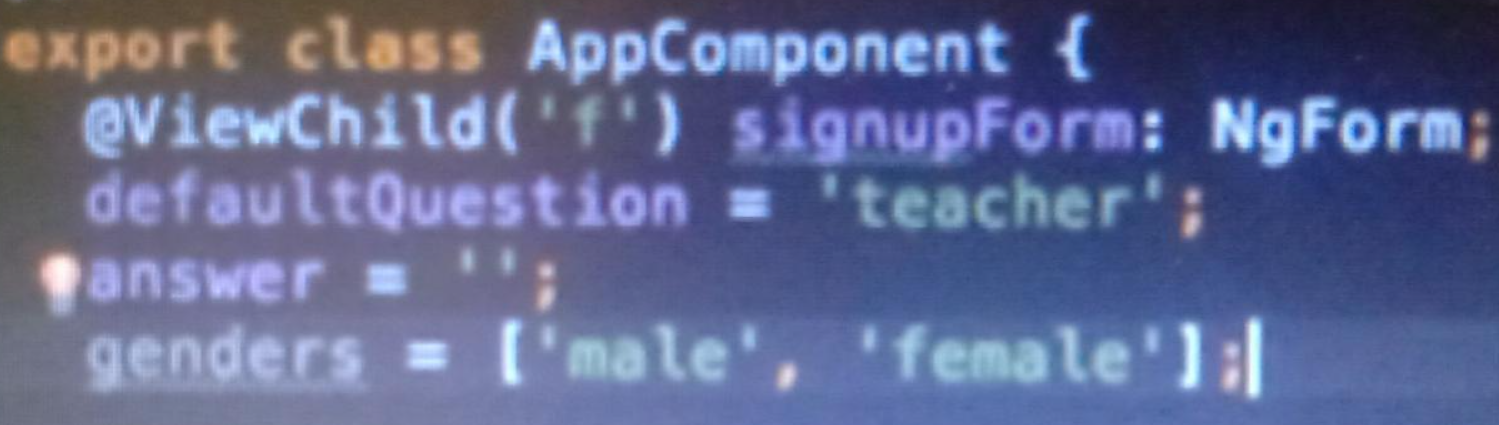 export class AppComponent {
@ViewChild('f') signupForm: NgForm;
defaultQuestion = 'teacher';
answer = '';
genders = ['male', 'female'];